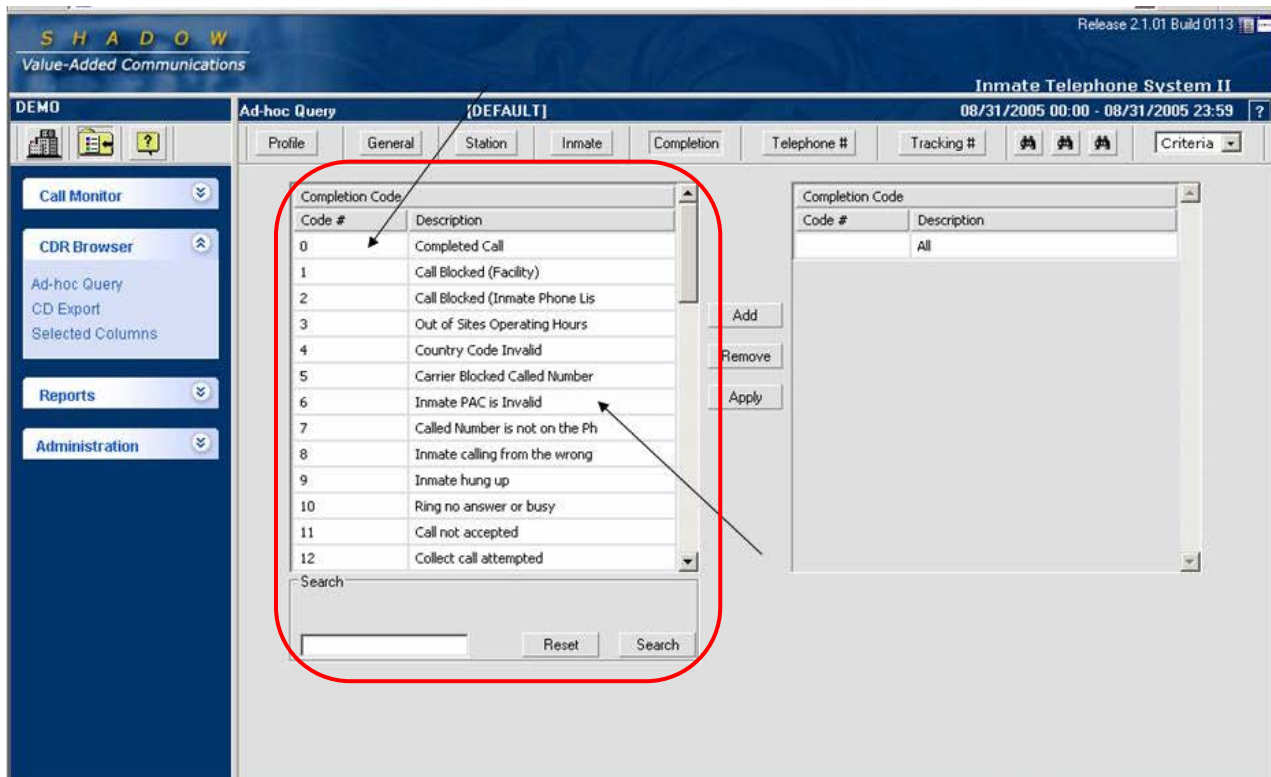 Release 2.1.01 Build 0113
SHADOW
Value-Added Communications
Inmate Telephone System II
DEMO
Ad-hoc Query [DEFAULT] 08/31/2005 00:00 - 08/31/2005 23:59 ?
Profile General Station Inmate Completion Telephone # Tracking # Criteria
Call Monitor
CDR Browser
Ad-hoc Query
CD Export
Selected Columns
Reports
Administration
Completion Code
Code # Description
0 Completed Call
1 Call Blocked (Facility)
2 Call Blocked (Inmate Phone Lis
3 Out of Sites Operating Hours
4 Country Code Invalid
5 Carrier Blocked Called Number
6 Inmate PAC is Invalid
7 Called Number is not on the Ph
8 Inmate calling from the wrong
9 Inmate hung up
10 Ring no answer or busy
11 Call not accepted
12 Collect call attempted
Search
Reset Search
Add
Remove
Apply
Completion Code
Code # Description
All